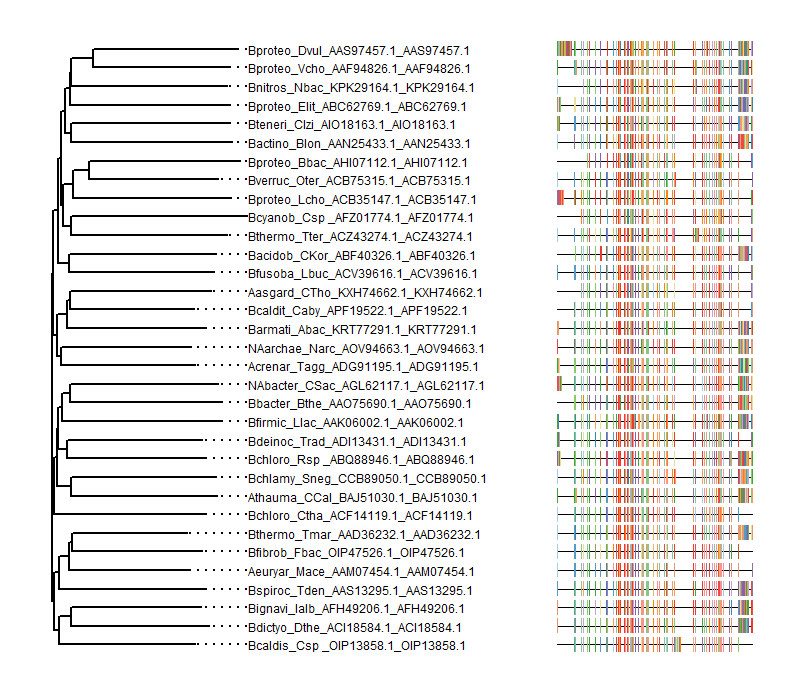 Bproteo_Dvul_AAS97457.1_AAS97457.1
Bproteo_Vcho_AAF94826.1_AAF94826.1
Bnitros_Nbac_KPK29164.1_KPK29164.1
Bproteo_Elit_ABC62769.1_ABC62769.1
Bteneri_Clzi_AIO18163.1_AIO18163.1
Bactino_Blon_AAN25433.1_AAN25433.1
Bproteo_Bbac_AHI07112.1_AHI07112.1
Bverruc_Oter_ACB75315.1_ACB75315.1
Bproteo_Lcho_ACB35147.1_ACB35147.1
Bcyanob_Csp _AFZ01774.1_AFZ01774.1
Bthermo_Tter_ACZ43274.1_ACZ43274.1
Bacidob_CKor_ABF40326.1_ABF40326.1
Bfusoba_Lbuc_ACV39616.1_ACV39616.1
Aasgard_CTho_KXH74662.1_KXH74662.1
Bcaldit_Caby_APF19522.1_APF19522.1
Barmati_Abac_KRT77291.1_KRT77291.1
NAarchae_Narc_AOV94663.1_AOV94663.1
Acrenar_Tagg_ADG91195.1_ADG91195.1
NAbacter_CSac_AGL62117.1_AGL62117.1
Bbacter_Bthe_AAO75690.1_AAO75690.1
Bfirmic_Llac_AAK06002.1_AAK06002.1
Bdeinoc_Trad_ADI13431.1_ADI13431.1
Bchloro_Rsp _ABQ88946.1_ABQ88946.1
Bchlamy_Sneg_CCB89050.1_CCB89050.1
Athauma_CCal_BAJ51030.1_BAJ51030.1
Bchloro_Ctha_ACF14119.1_ACF14119.1
Bthermo_Tmar_AAD36232.1_AAD36232.1
Bfibrob_Fbac_OIP47526.1_OIP47526.1
Aeuryar_Mace_AAM07454.1_AAM07454.1
Bspiroc_Tden_AAS13295.1_AAS13295.1
Bignavi_Ialb_AFH49206.1_AFH49206.1
Bdictyo_Dthe_ACI18584.1_ACI18584.1
Bcaldis_Csp _OIP13858.1_OIP13858.1